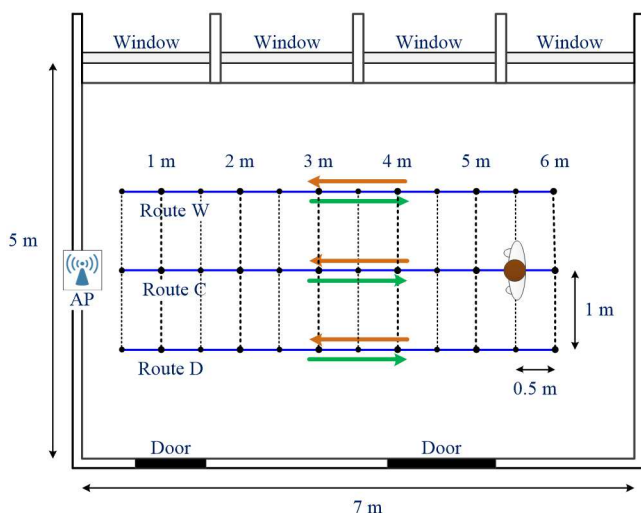 Window Window Window Window
1 m 2 m 3 m 4 m 5 m 6 m
Route W
5 m
AP
Route C
1 m
Route D
0.5 m
Door Door
7 m